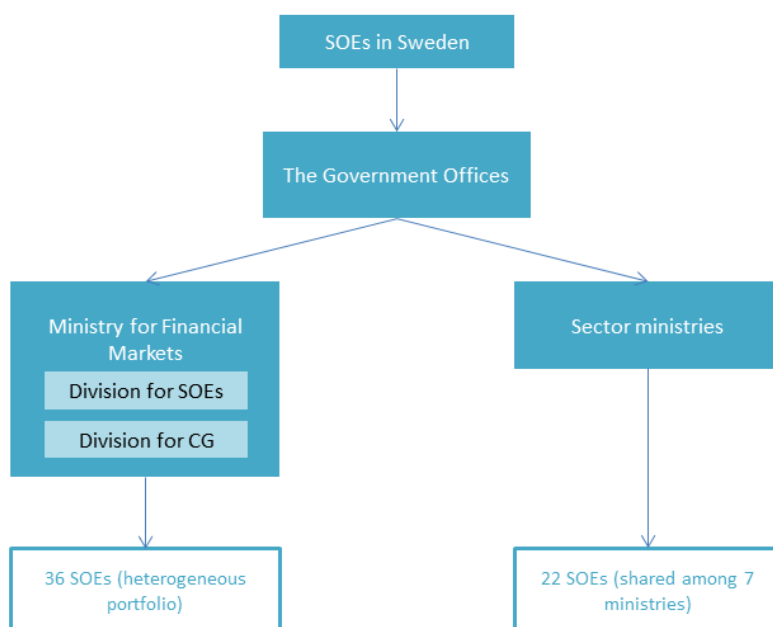 SOEs in Sweden
The Government Offices
Ministry for Financial
Markets
Division for SOEs
Division for CG
Sector ministries
36 SOEs (heterogeneous
portfolio)
22 SOEs (shared among 7
ministries)